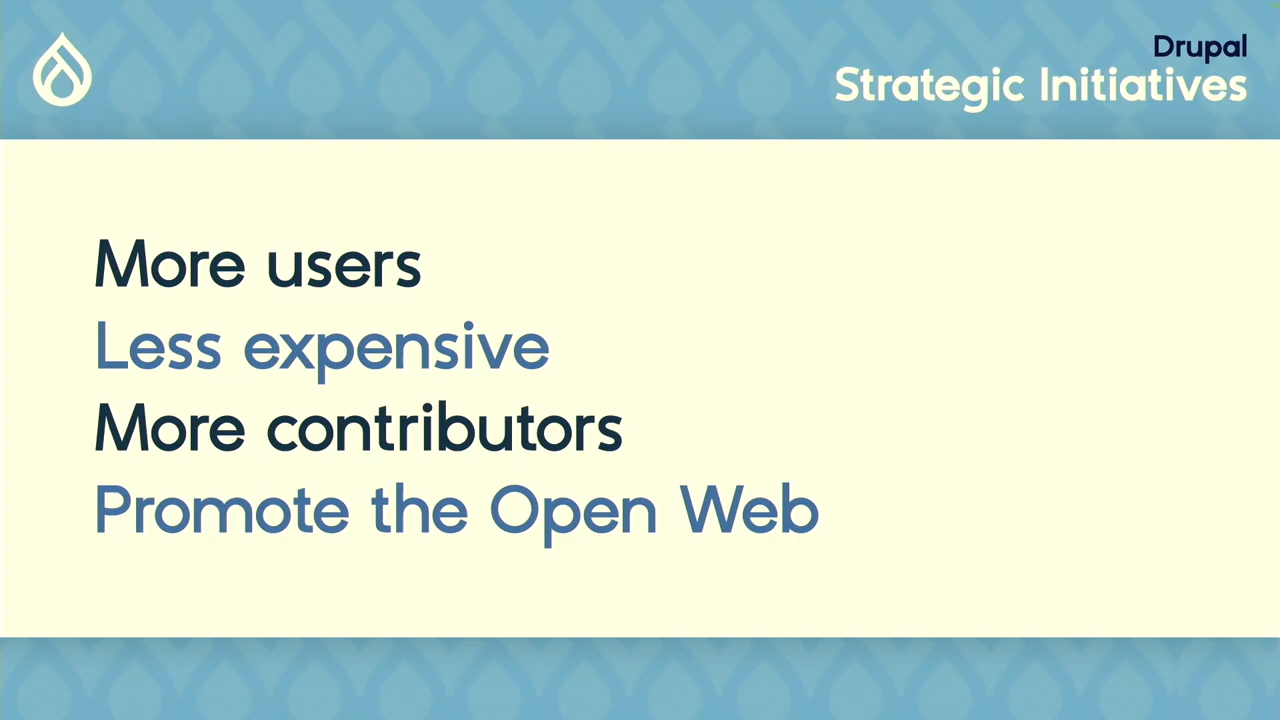 Drupal
Strategic Initiatives
More users
Less expensive
More contributors
Promote the Open Web